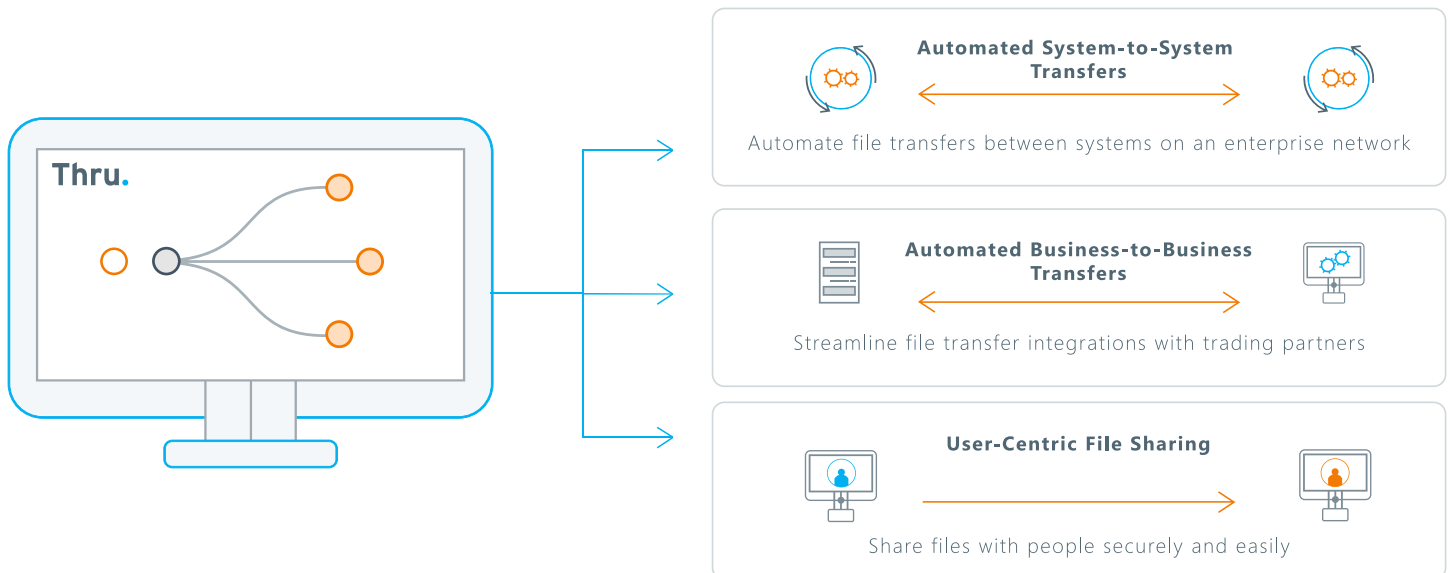 Thru.
Automated System-to-System
Transfers
Automate file transfers between systems on an enterprise network
Automated Business-to-Business
Transfers
Streamline file transfer integrations with trading partners
User-Centric File Sharing
Share files with people securely and easily